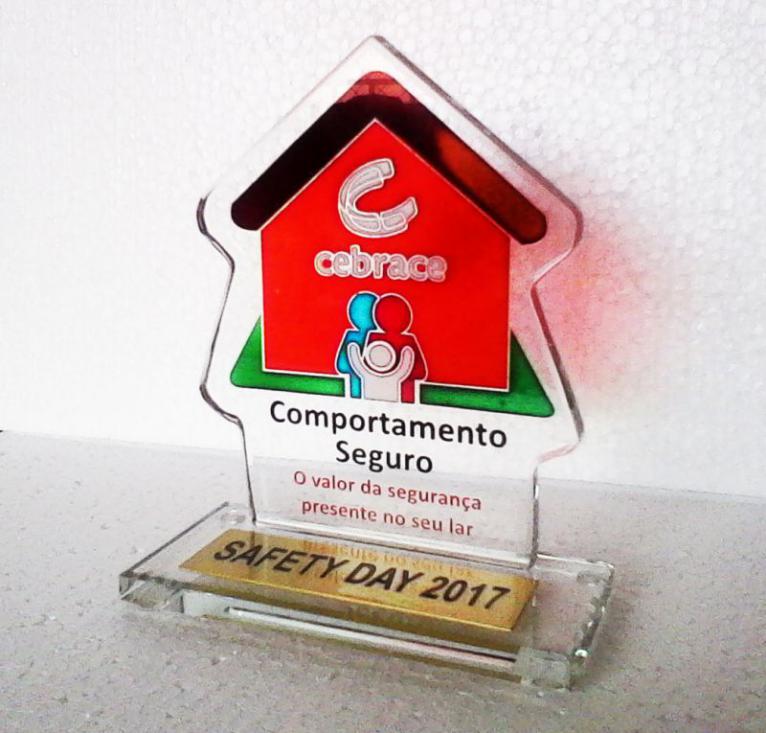 cebrace
Comportamento
Seguro
O valor da segurança
presente no seu lar
SAFETY DAY 2017